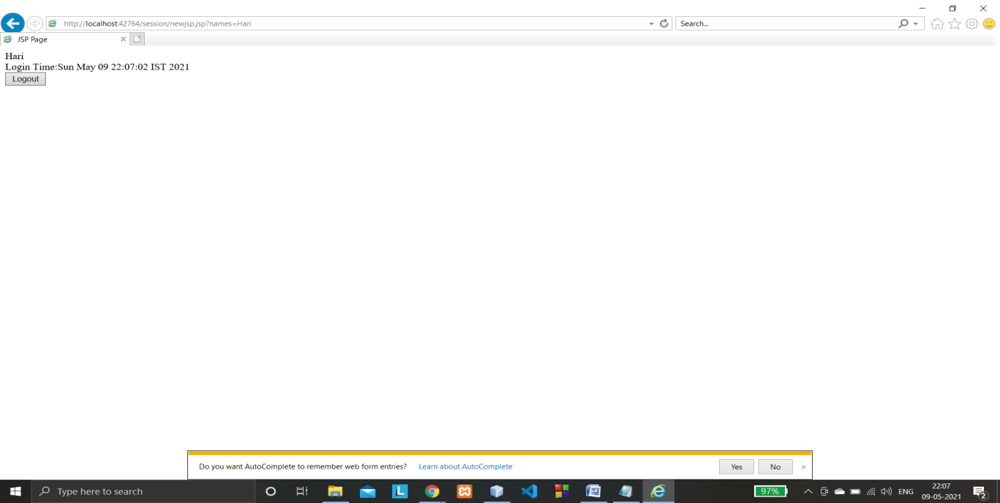 http://localhost:42764/session/newjsp.jsp?names=Hari
Search...
JSP Page
Hari
Login Time:Sun May 09 22:07:02 IST 2021
Logout
Do you want AutoComplete to remember web form entries? Learn about AutoComplete Yes No
Type here to search
L
97%
ENG
22:07
09-05-2021
2